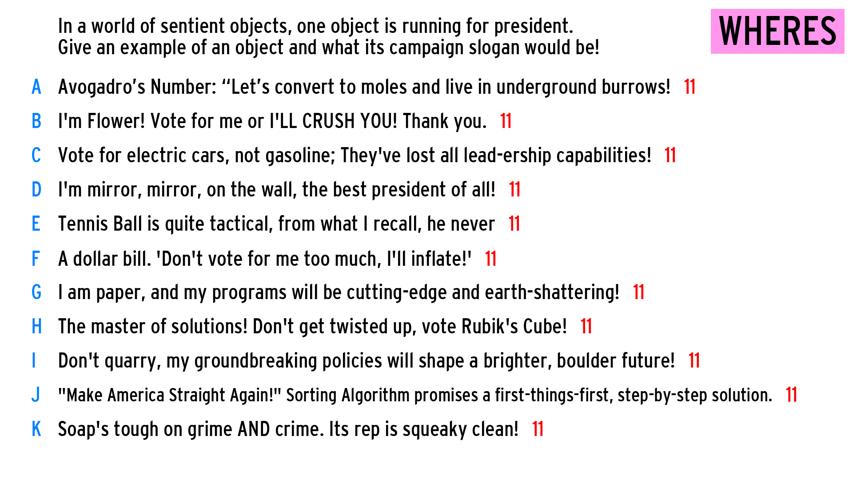 In a world of sentient objects, one object is running for president.
Give an example of an object and what its campaign slogan would be!
WHERES
A Avogadro’s Number: “Let’s convert to moles and live in underground burrows! 11
B I'm Flower! Vote for me or I'LL CRUSH YOU! Thank you. 11
C Vote for electric cars, not gasoline; They've lost all lead-ership capabilities! 11
D I'm mirror, mirror, on the wall, the best president of all! 11
E Tennis Ball is quite tactical, from what I recall, he never 11
F A dollar bill. 'Don't vote for me too much, I'll inflate!' 11
G I am paper, and my programs will be cutting-edge and earth-shattering! 11
H The master of solutions! Don't get twisted up, vote Rubik's Cube! 11
I Don't quarry, my groundbreaking policies will shape a brighter, boulder future! 11
J "Make America Straight Again!" Sorting Algorithm promises a first-things-first, step-by-step solution. 11
K Soap's tough on grime AND crime. Its rep is squeaky clean! 11